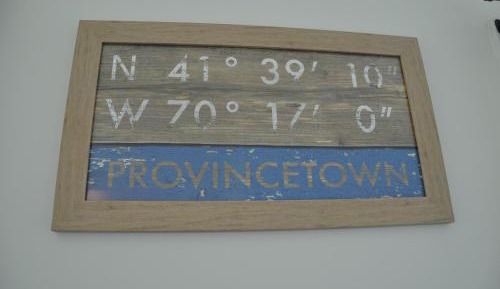 N 41° 39' 10"
W 70° 17' 0"
PROVINCETOWN